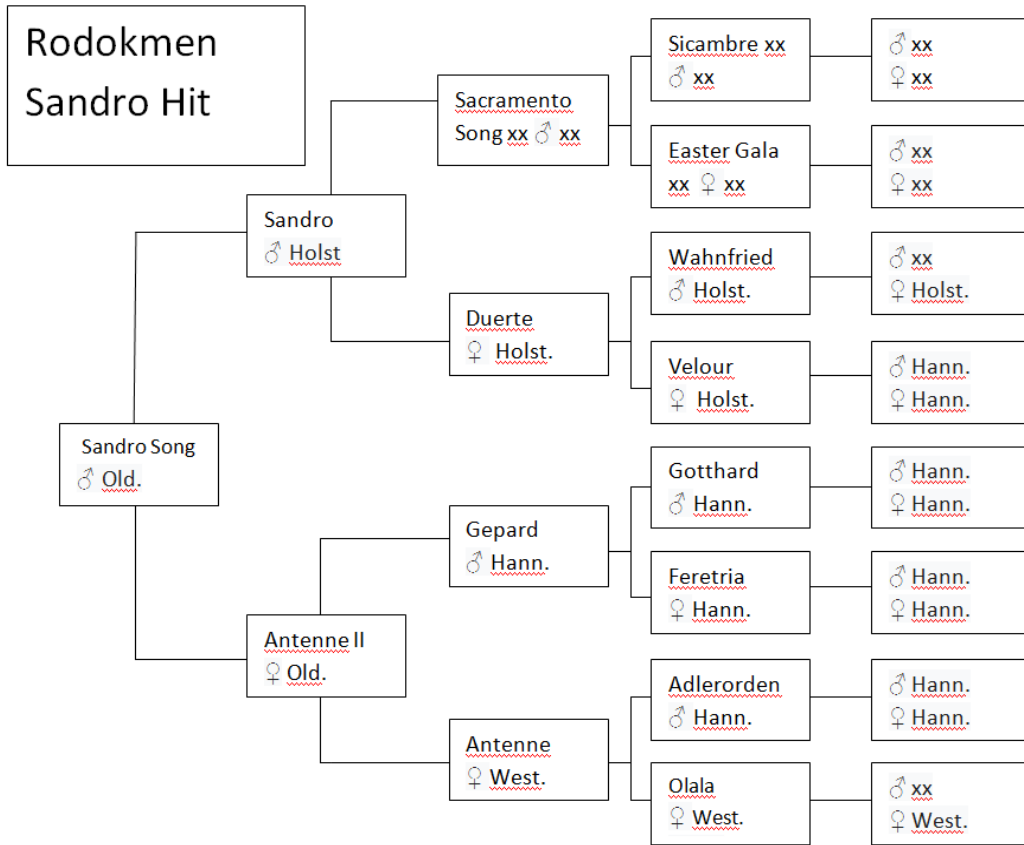 Rodokmen
Sandro Hit
Sicambre xx
♂ xx
♂ xx
♀ xx
Sacramento
Song xx ♂ xx
Easter Gala
xx ♀ xx
♂ xx
♀ xx
Sandro
♂ Holst
Wahnfried
♂ Holst.
♂ xx
♀ Holst.
Duerte
♀ Holst.
Velour
♀ Holst.
♂ Hann.
♀ Hann.
Sandro Song
♂ Old.
Gotthard
♂ Hann.
♂ Hann.
♀ Hann.
Gepard
♂ Hann.
Feretria
♀ Hann.
♂ Hann.
♀ Hann.
Antenne II
♀ Old.
Adlerorden
♂ Hann.
♂ Hann.
♀ Hann.
Antenne
♀ West.
Olala
♀ West.
♂ xx
♀ West.